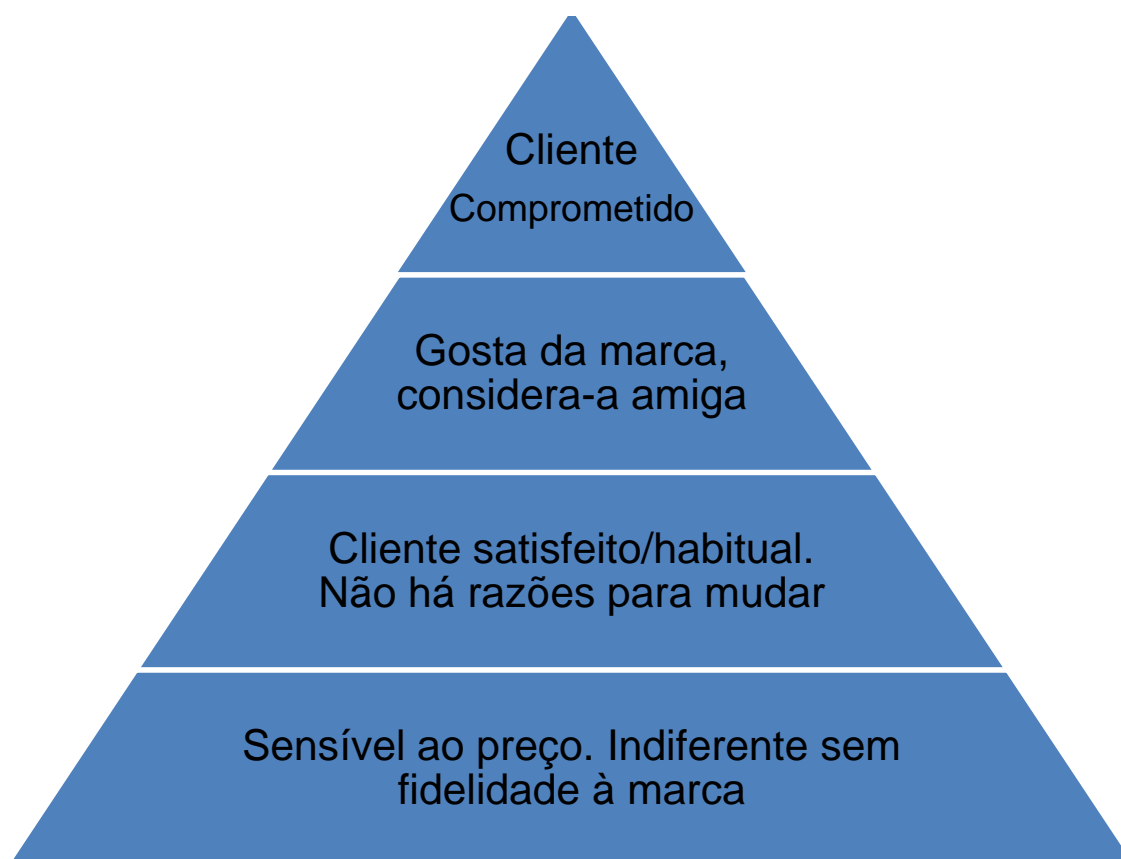 Cliente
Comprometido
Gosta da marca,
considera-a amiga
Cliente satisfeito/habitual.
Não há razões para mudar
Sensível ao preço. Indiferente sem
fidelidade à marca